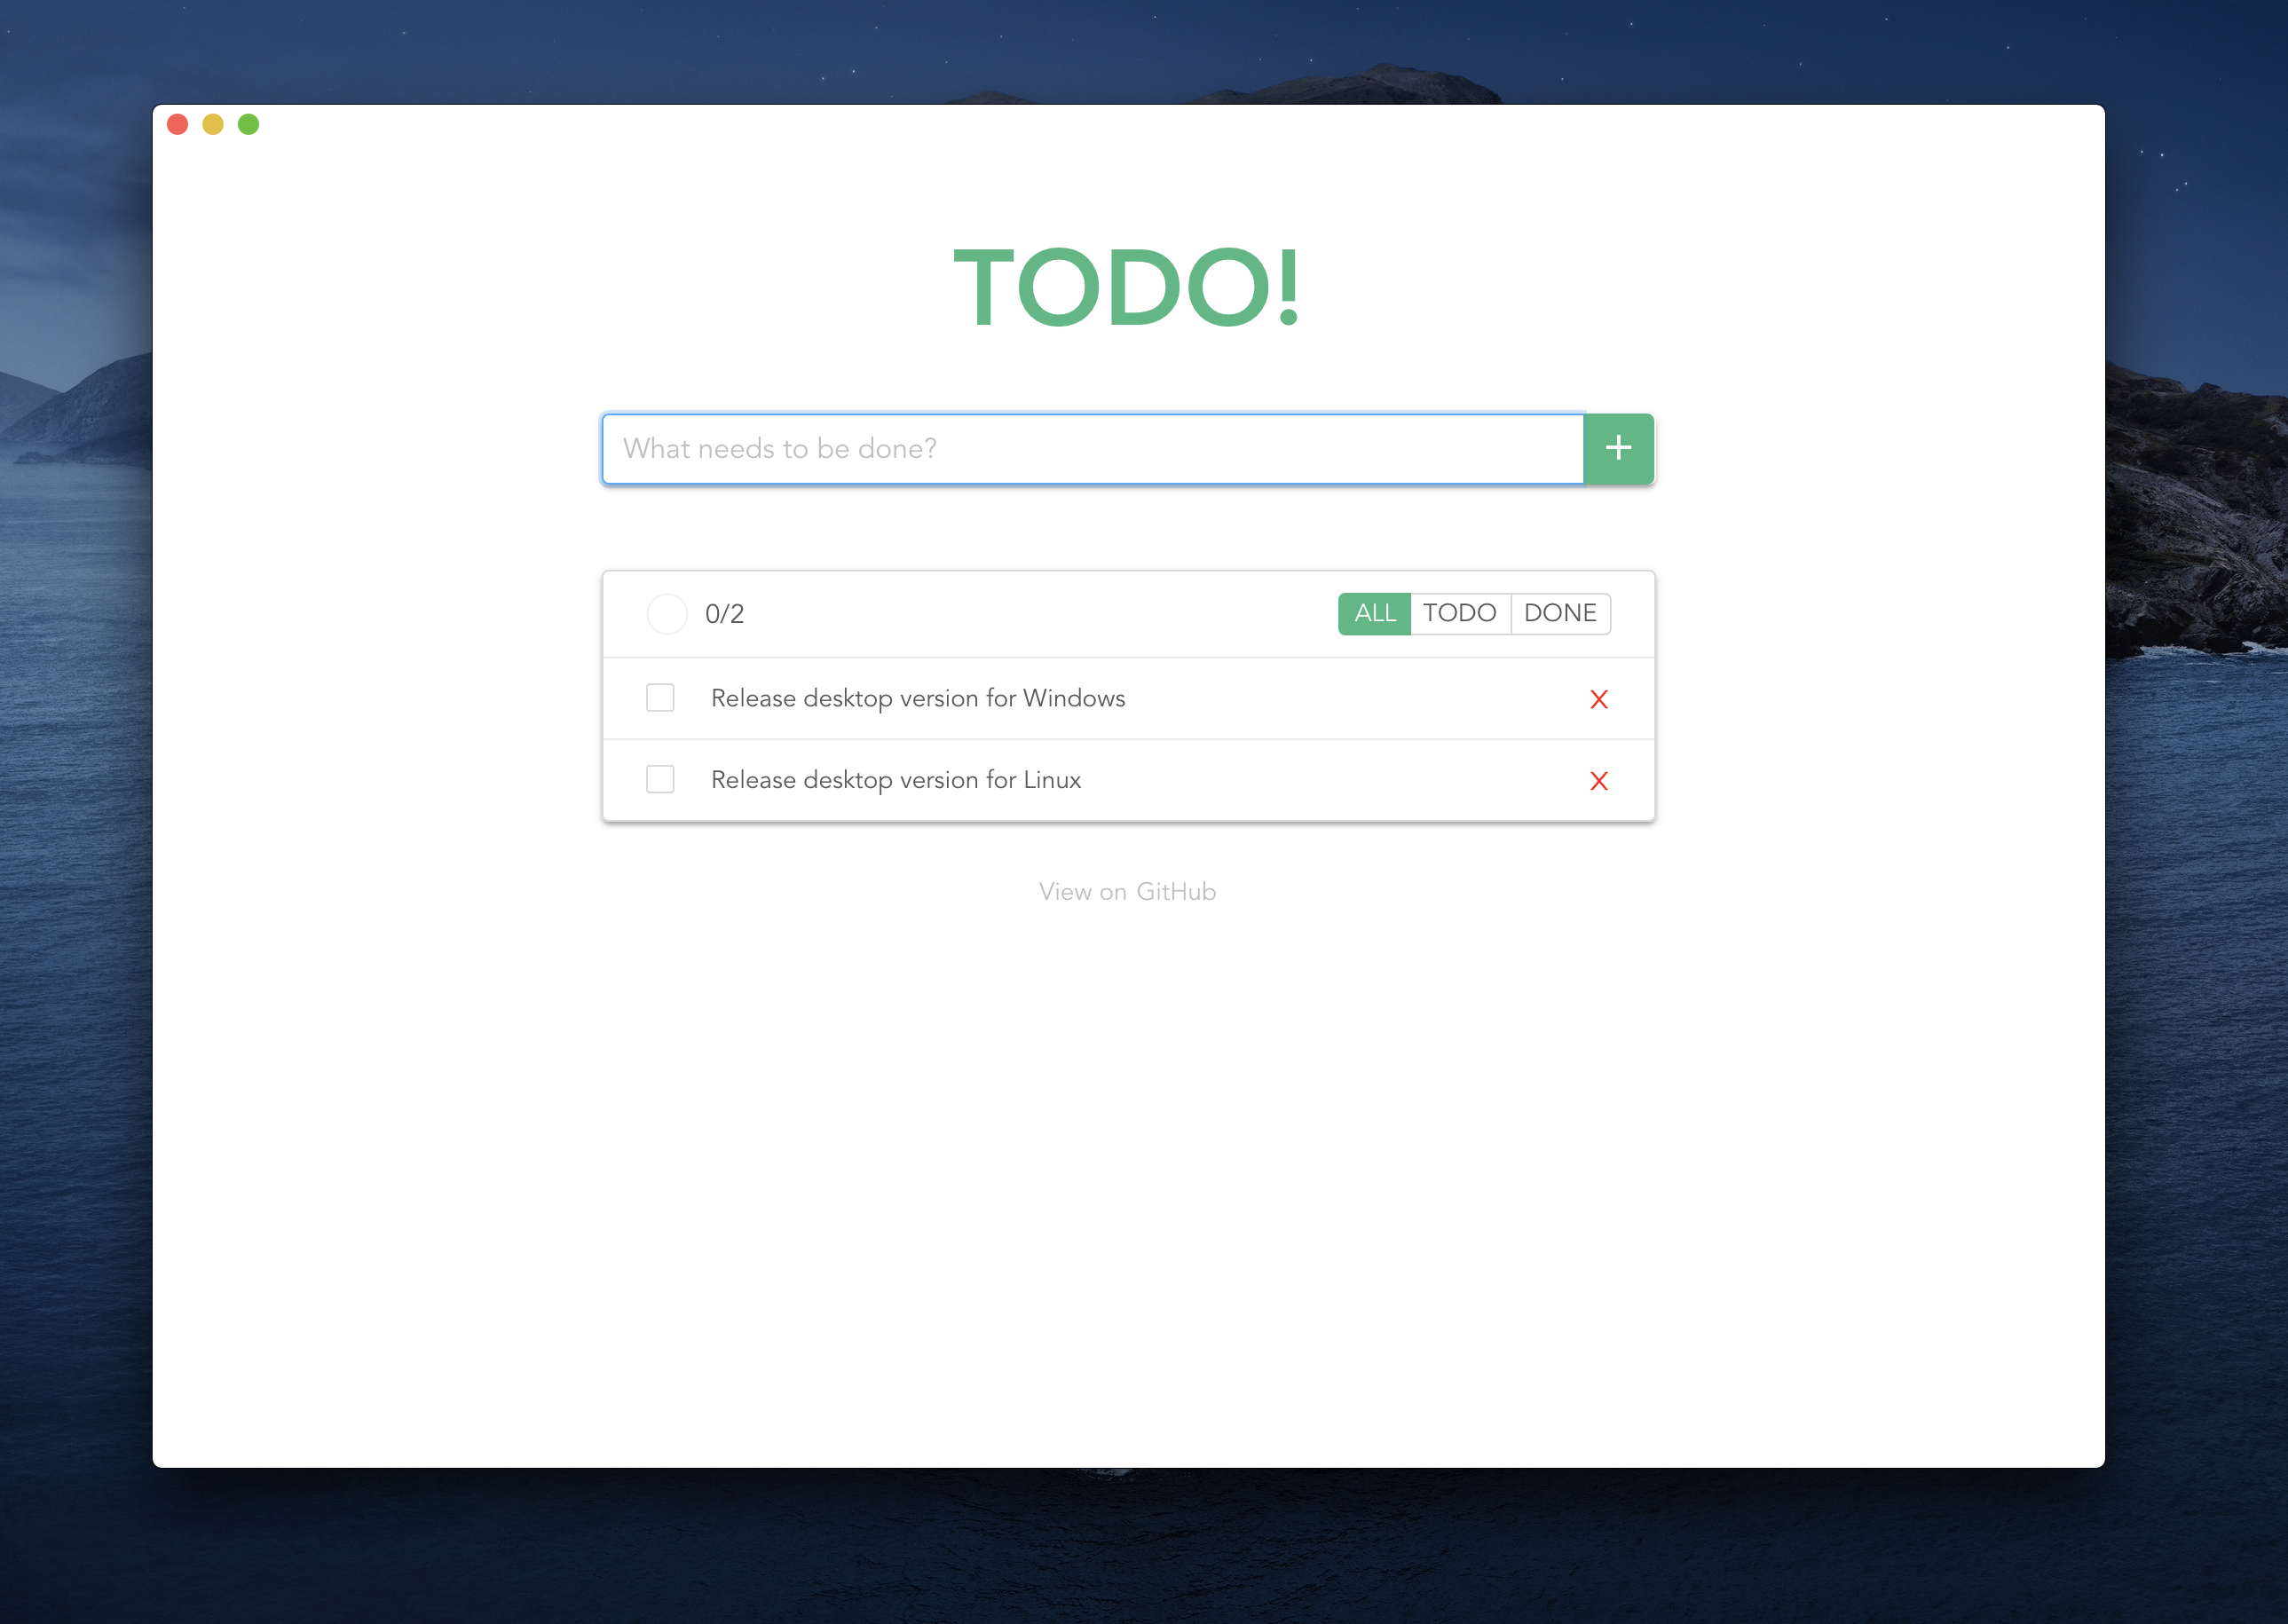 TODO!
What needs to be done?
+
0/2 ALL TODO DONE
Release desktop version for Windows X
Release desktop version for Linux X
View on GitHub